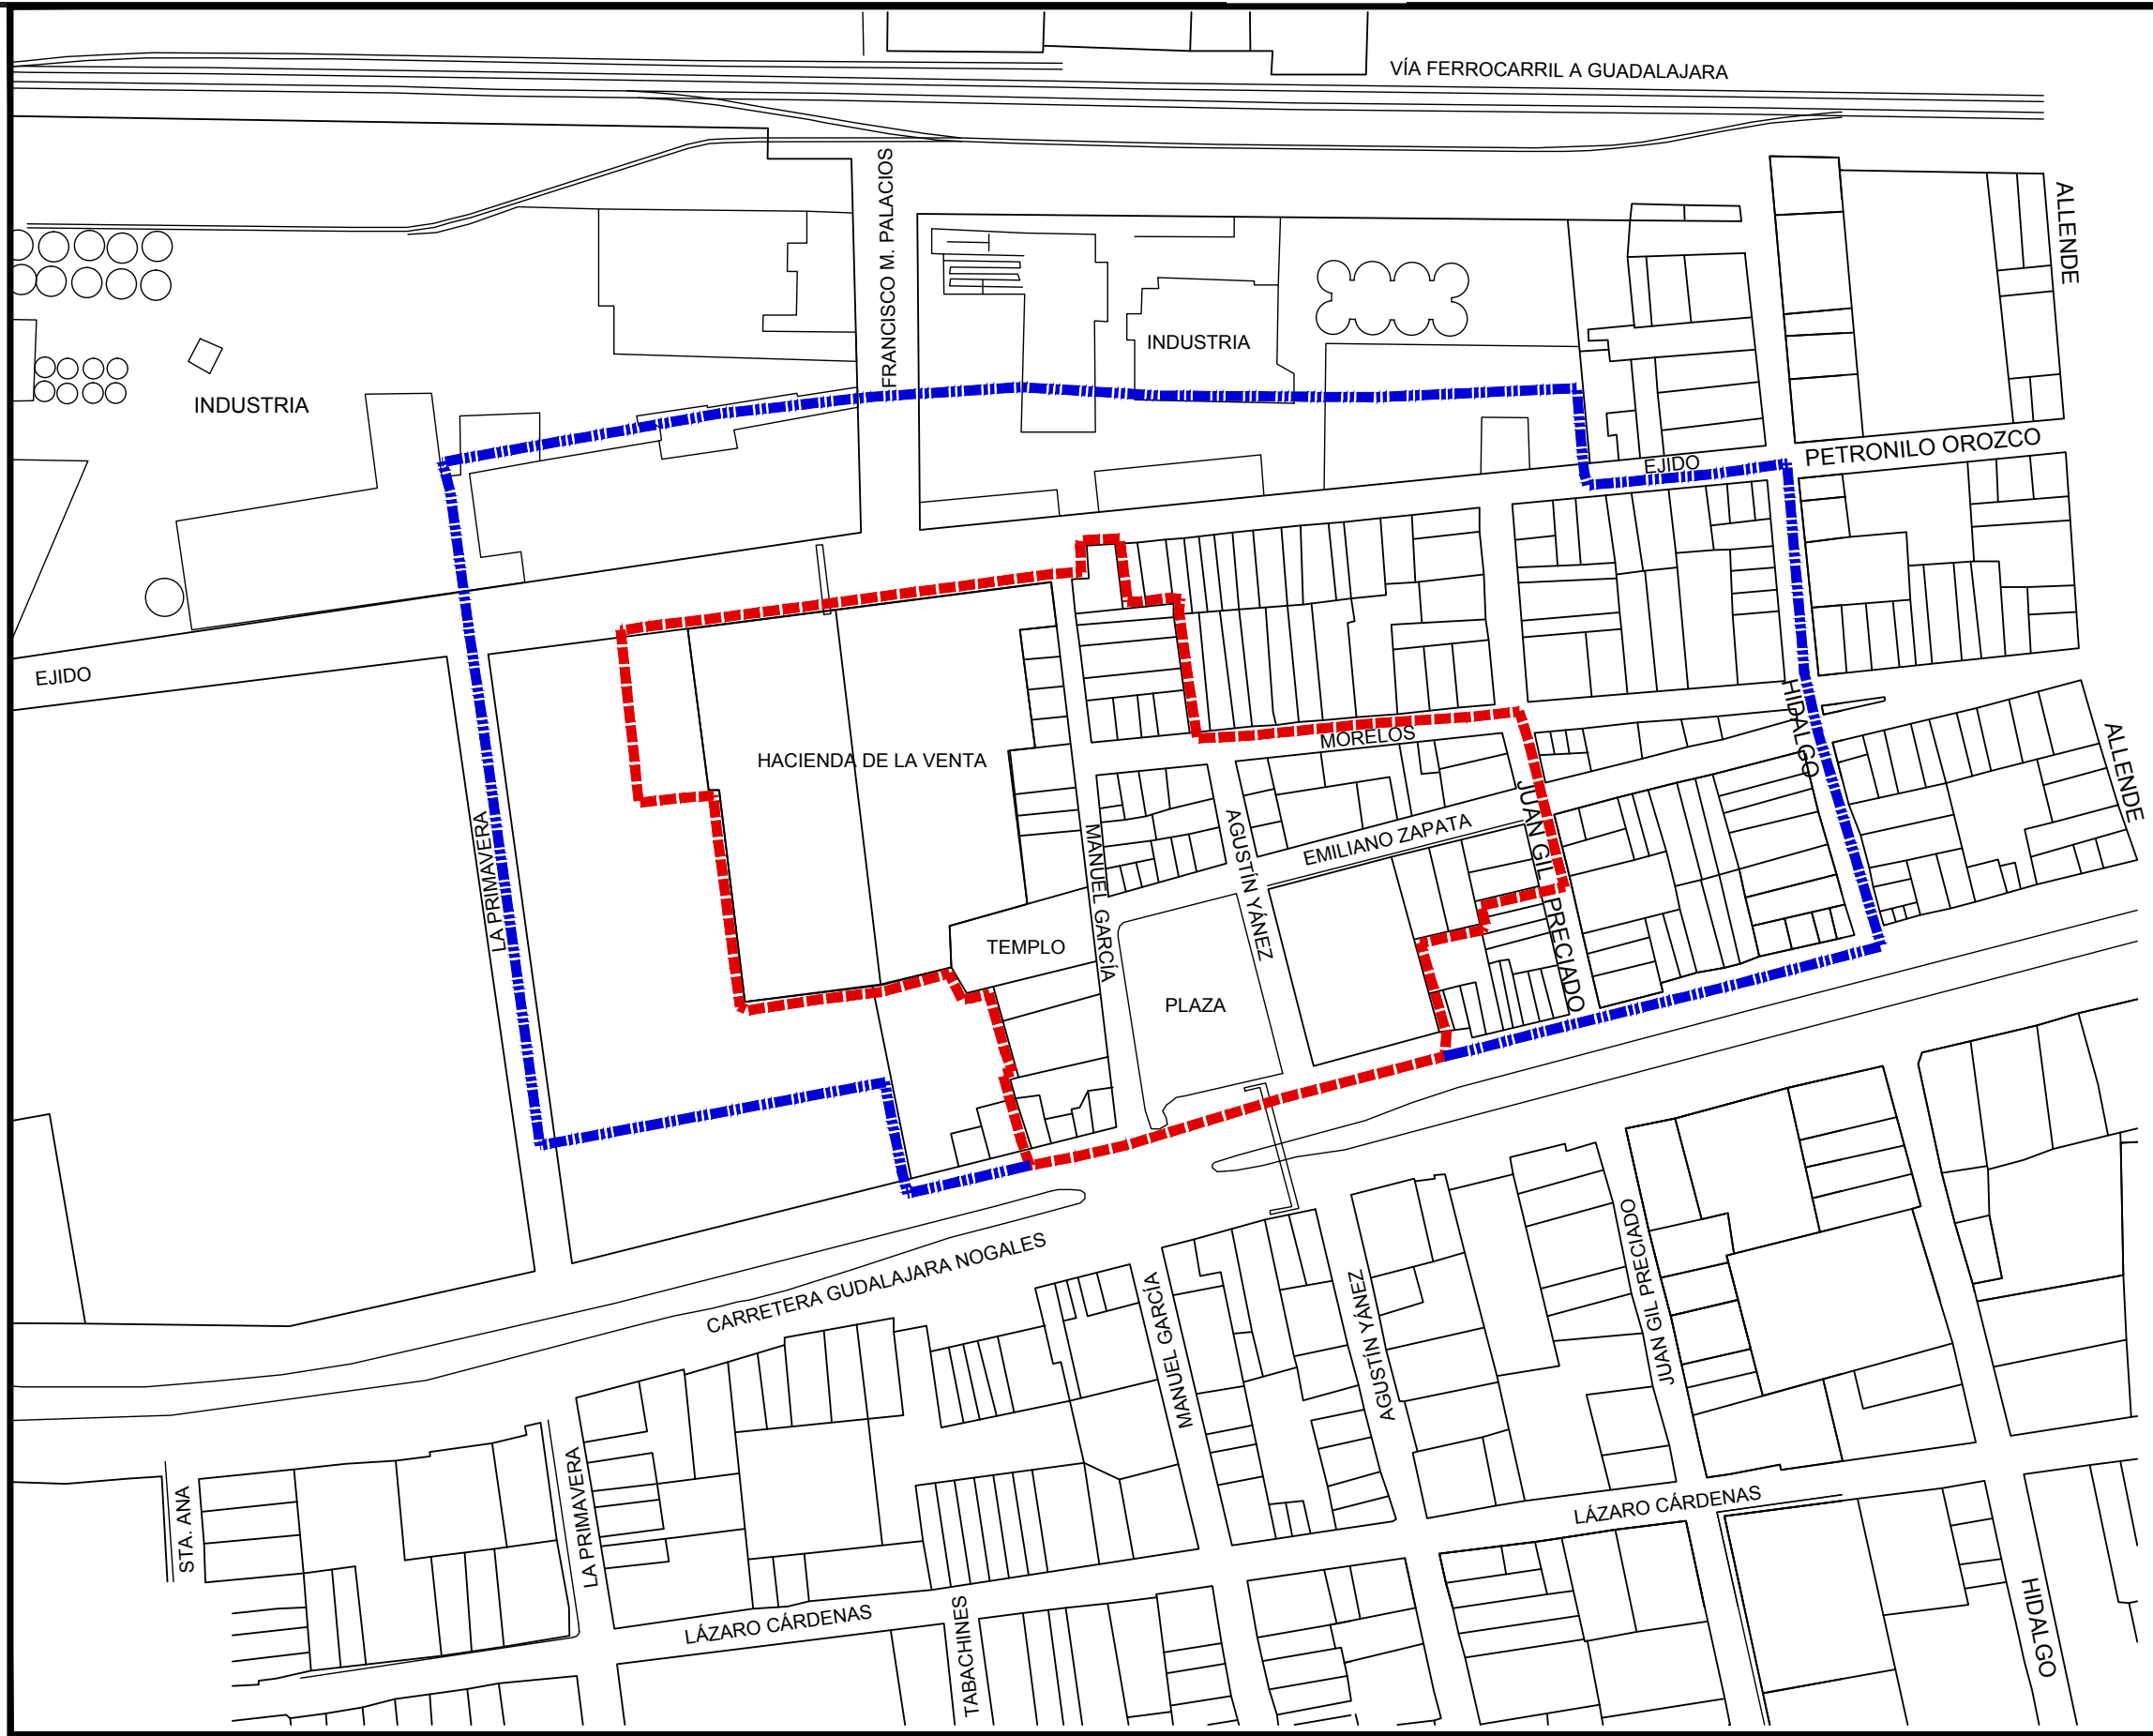 VÍA FERROCARRIL A GUADALAJARA
FRANCISCO M. PALACIOS
ALLENDE
INDUSTRIA
INDUSTRIA
PETRONILO OROZCO
EJIDO
EJIDO
HIDALGO
MORELOS
HACIENDA DE LA VENTA
ALLENDE
LA PRIMAVERA
MANUEL GARCÍA
AGUSTÍN YÁNEZ
EMILIANO ZAPATA
JUAN GIL PRECIADO
TEMPLO
PLAZA
CARRETERA GUDALAJARA NOGALES
MANUEL GARCÍA
AGUSTÍN YÁNEZ
JUAN GIL PRECIADO
STA. ANA
LA PRIMAVERA
LÁZARO CÁRDENAS
LÁZARO CÁRDENAS
TABACHINES
HIDALGO